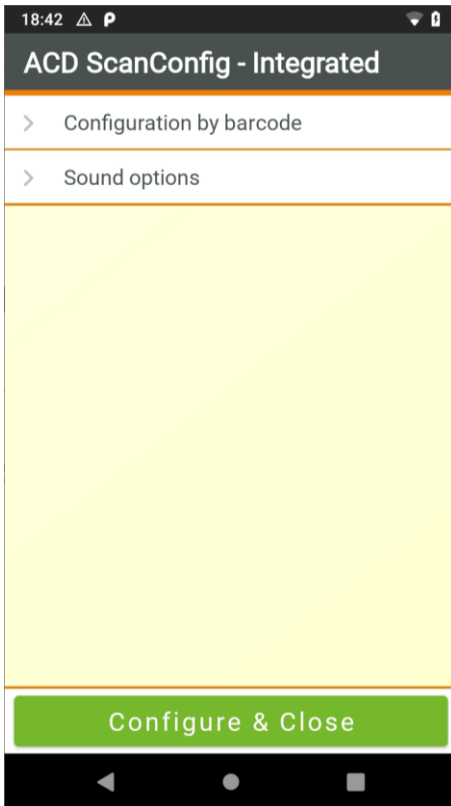 18:42
ACD ScanConfig - Integrated
Configuration by barcode
Sound options
Configure & Close